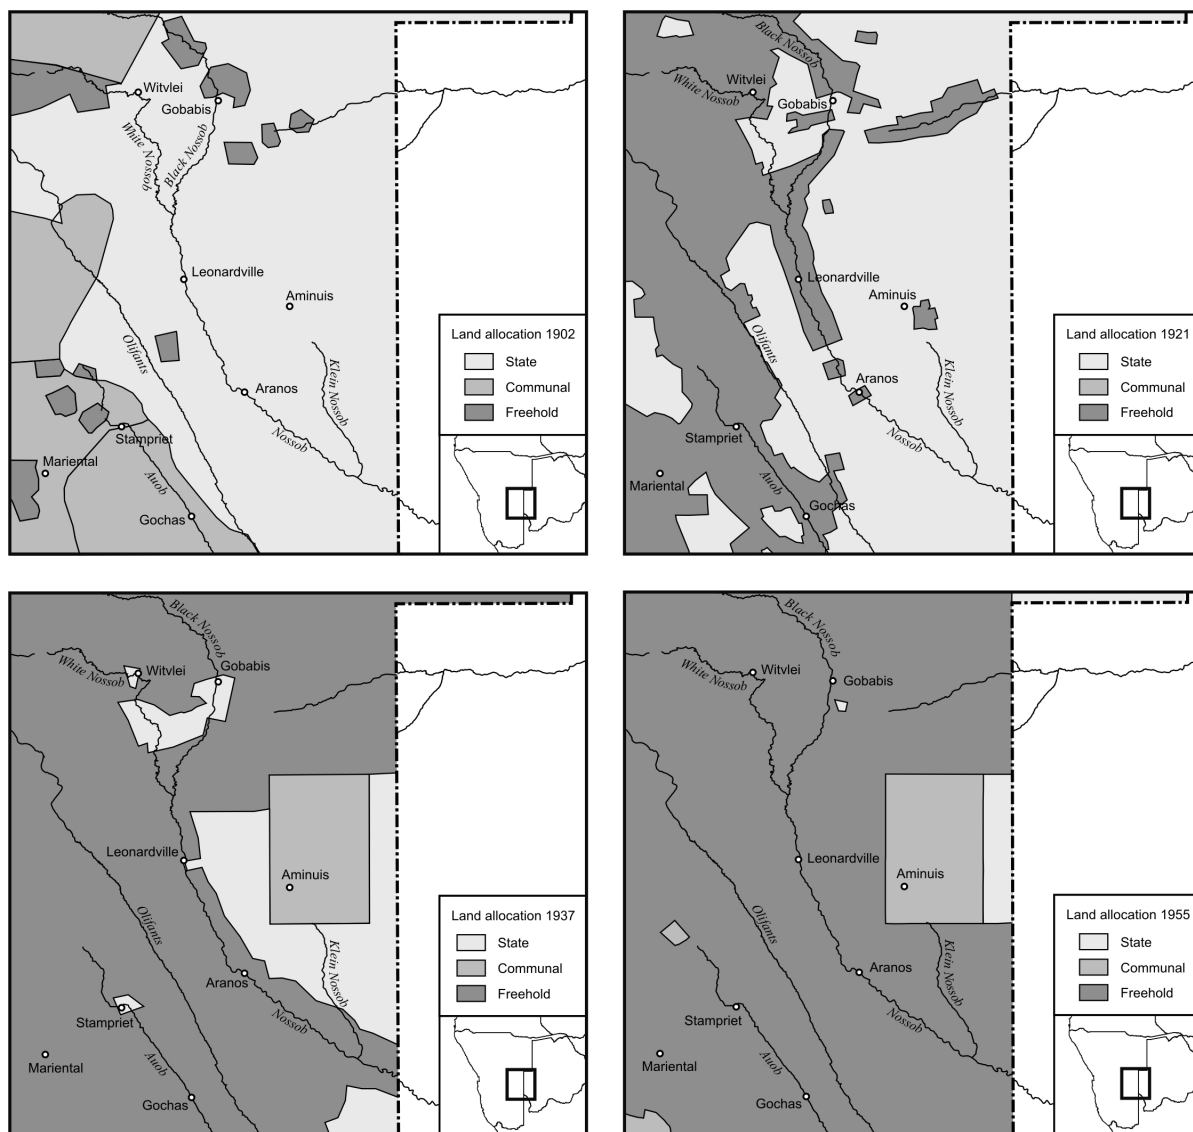 Witvlei
Gobabis
White Nossob
Black Nossob
Leonardville
Aminuis
Olifants
Klein Nossob
Aranos
Nossob
Stampriet
Mariental
Auob
Gochas
Land allocation 1902
State
Communal
Freehold
Black Nossob
Witvlei
White Nossob
Gobabis
Leonardville
Aminuis
Olifants
Klein Nossob
Aranos
Nossob
Stampriet
Mariental
Auob
Gochas
Land allocation 1921
State
Communal
Freehold
Black Nossob
White Nossob
Witvlei
Gobabis
Leonardville
Aminuis
Olifants
Klein Nossob
Aranos
Nossob
Stampriet
Mariental
Auob
Gochas
Land allocation 1937
State
Communal
Freehold
Black Nossob
White Nossob
Witvlei
Gobabis
Leonardville
Aminuis
Olifants
Klein Nossob
Aranos
Nossob
Stampriet
Mariental
Auob
Gochas
Land allocation 1955
State
Communal
Freehold